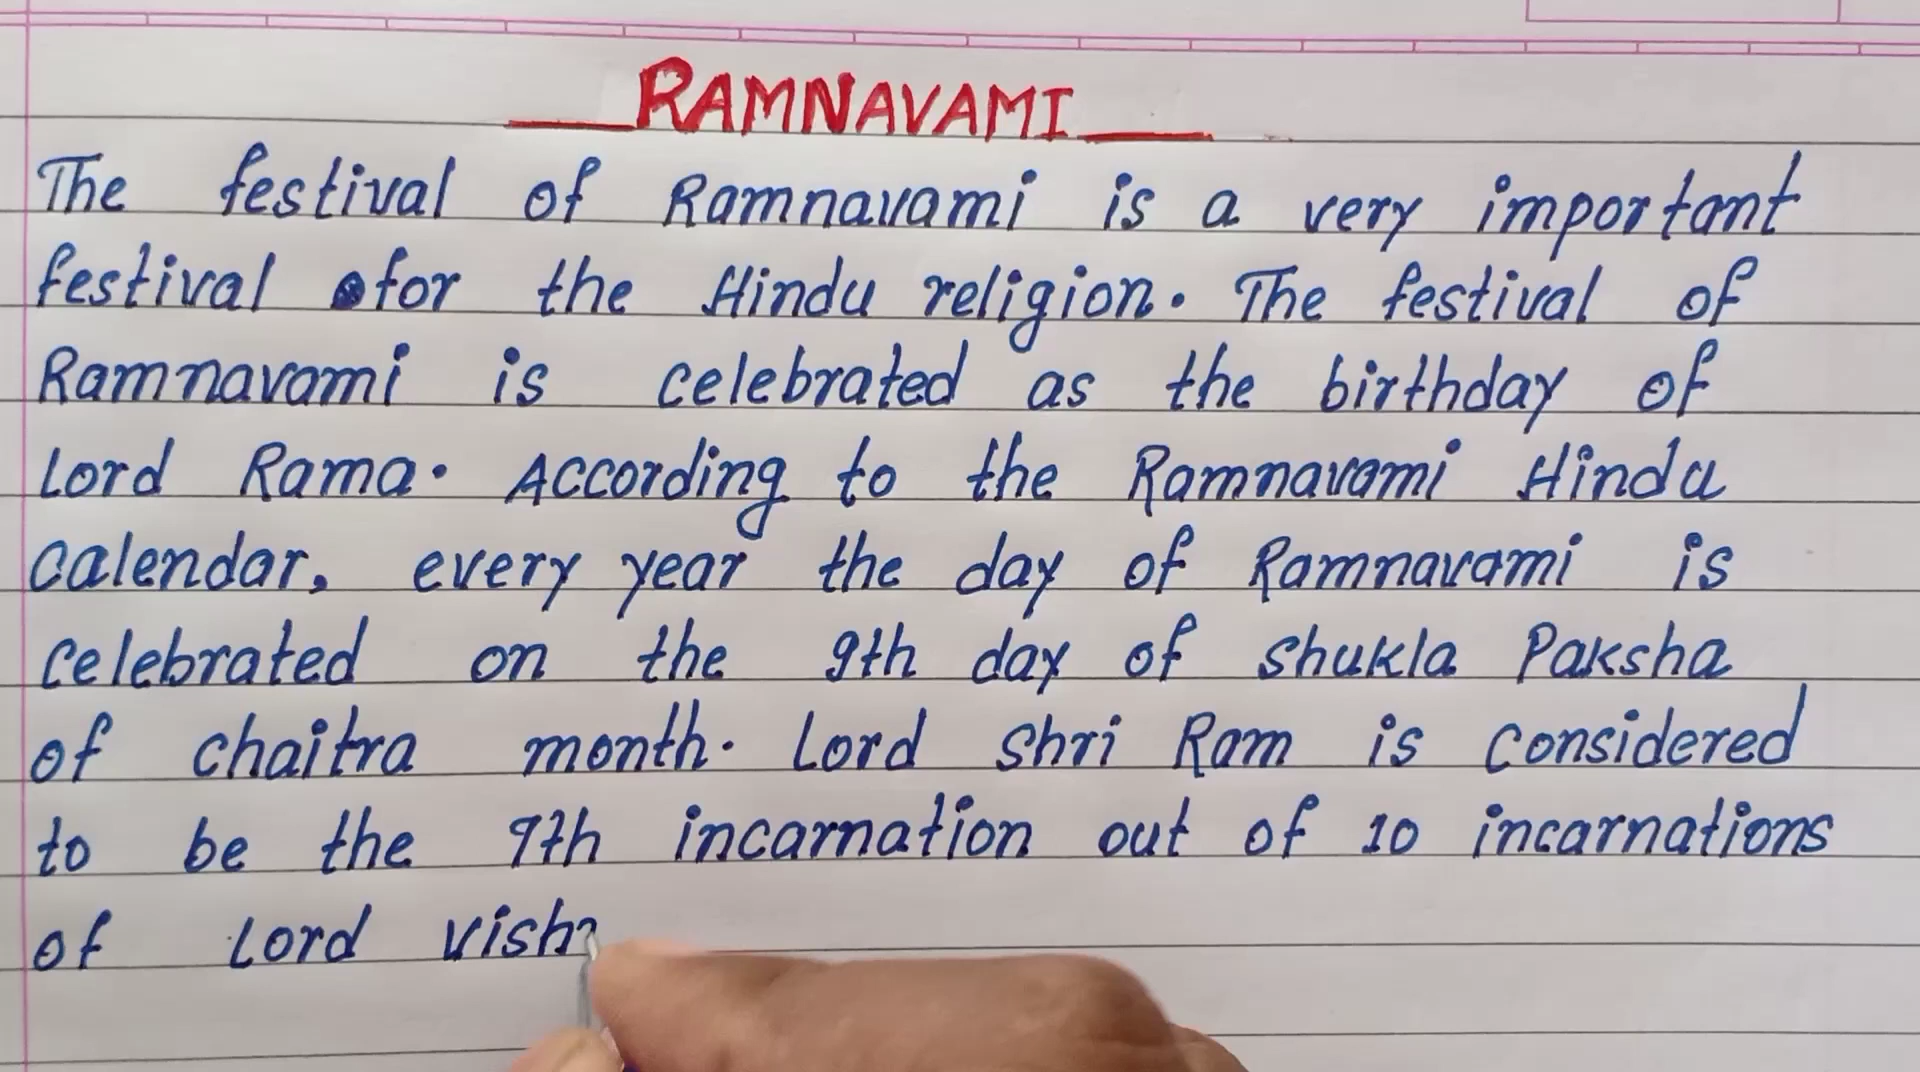 RAMNAVAMI
The festival of Ramnavami is a very important
festival for the Hindu religion. The festival of
Ramnavami is celebrated as the birthday of
Lord Rama. According to the Ramnavami Hindu
calendar, every year the day of Ramnavami is
celebrated on the 9th day of Shukla Paksha
of chaitra month. Lord Shri Ram is considered
to be the 7th incarnation out of 10 incarnations
of Lord Vishn